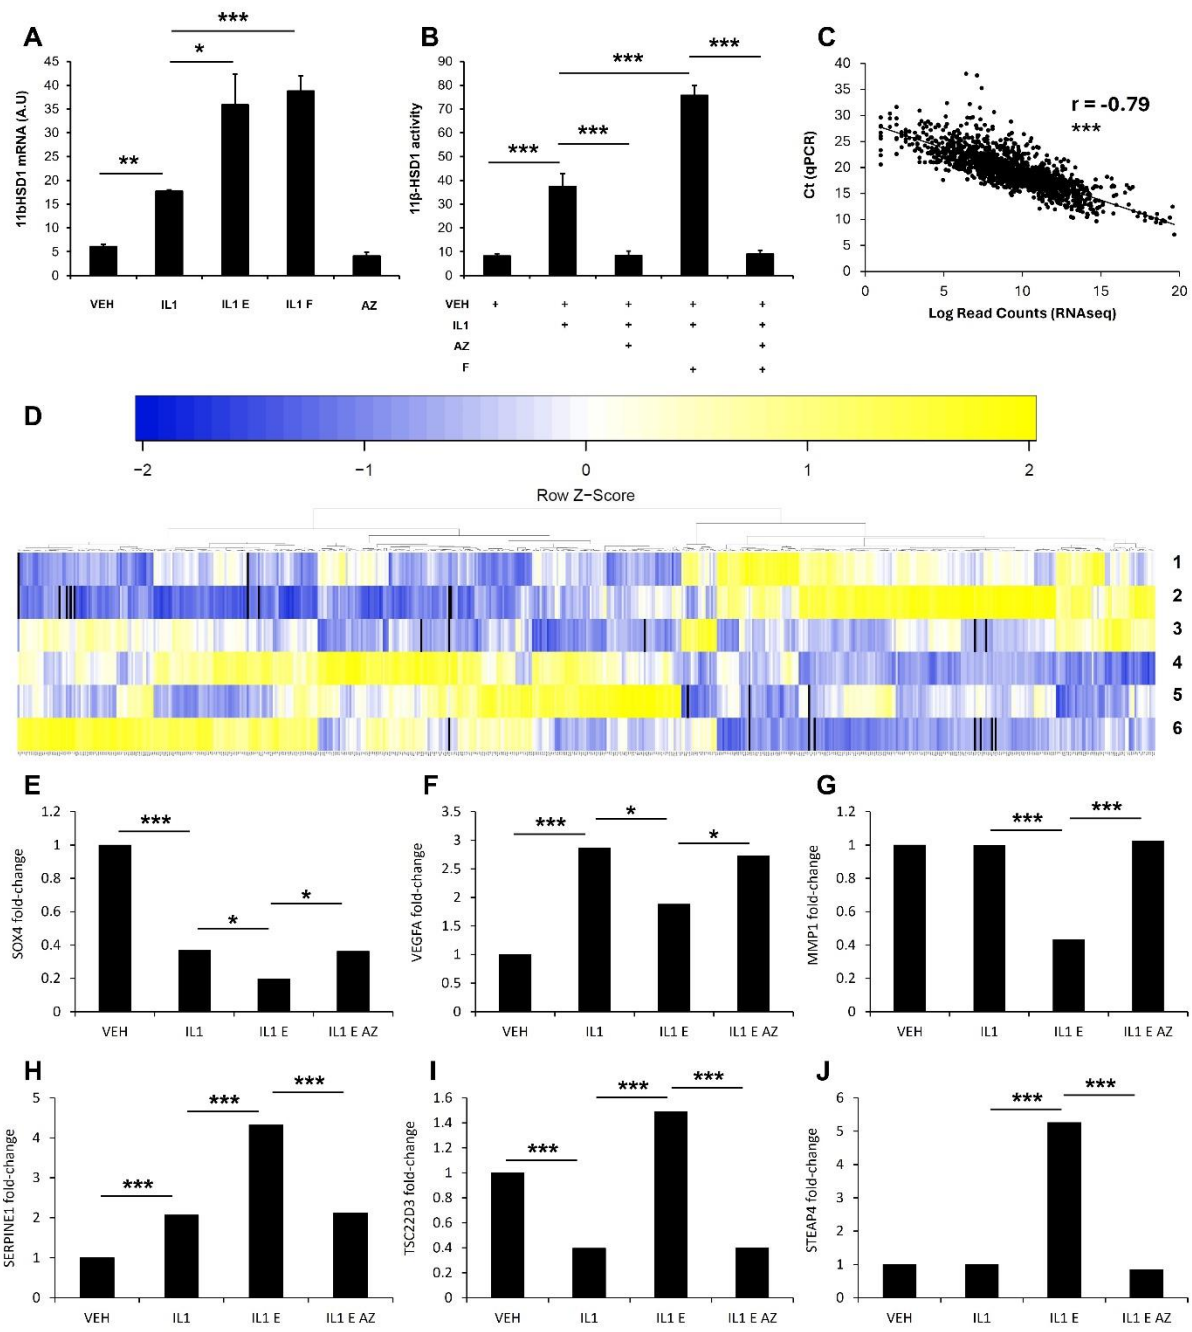 A
***
*
**
11bHSD1 mRNA (A.U)
45
40
35
30
25
20
15
10
5
0
VEH IL1 IL1 E IL1 F AZ
B
***
***
***
***
11β-HSD1 activity
90
80
70
60
50
40
30
20
10
0
VEH + + + + +
IL1 + + + +
AZ + +
F + +
C
r = -0.79
***
Ct (qPCR)
40
35
30
25
20
15
10
5
0
0 5 10 15 20
Log Read Counts (RNAseq)
D
−2 −1 0 1 2
Row Z−Score
1
2
3
4
5
6
E
***
*
*
SOX4 fold-change
1.2
1
0.8
0.6
0.4
0.2
0
VEH IL1 IL1 E IL1 E AZ
F
***
*
*
VEGFA fold-change
3.5
3
2.5
2
1.5
1
0.5
0
VEH IL1 IL1 E IL1 E AZ
G
***
***
MMP1 fold-change
1.2
1
0.8
0.6
0.4
0.2
0
VEH IL1 IL1 E IL1 E AZ
H
***
***
***
SERPINE1 fold-change
5
4
3
2
1
0
VEH IL1 IL1 E IL1 E AZ
I
***
***
***
TSC22D3 fold-change
1.6
1.4
1.2
1
0.8
0.6
0.4
0.2
0
VEH IL1 IL1 E IL1 E AZ
J
***
***
STEAP4 fold-change
6
5
4
3
2
1
0
VEH IL1 IL1 E IL1 E AZ